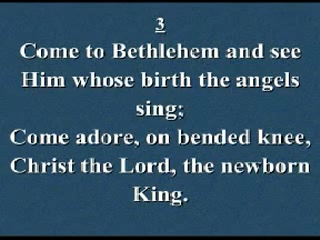 3
Come to Bethlehem and see
Him whose birth the angels
sing;
Come adore, on bended knee,
Christ the Lord, the newborn
King.